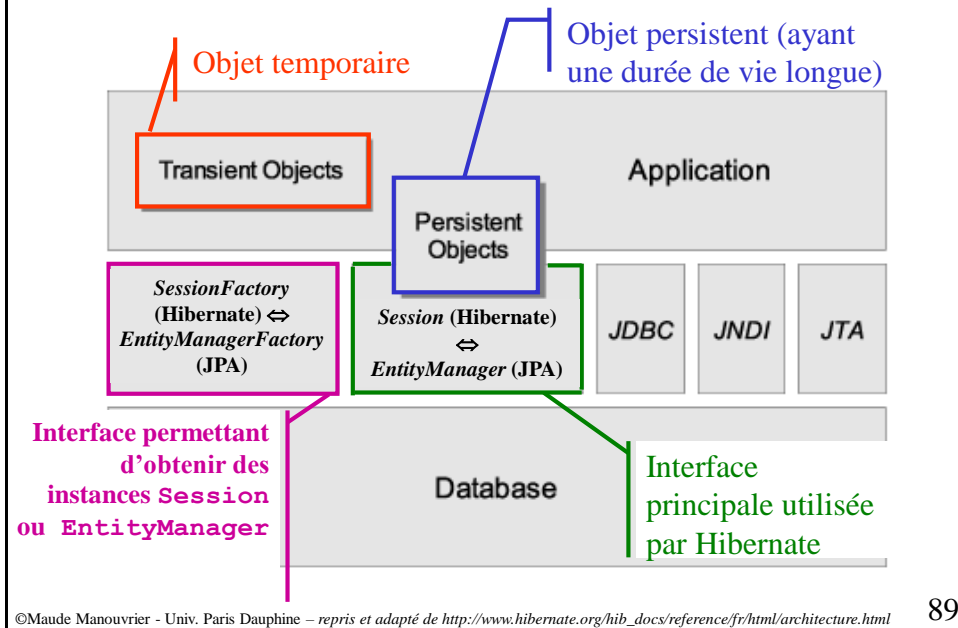 Objet temporaire
Objet persistent (ayant
une durée de vie longue)
Transient Objects
Application
Persistent
Objects
SessionFactory
(Hibernate) ⇔
EntityManagerFactory
(JPA)
Session (Hibernate)
⇔
EntityManager (JPA)
JDBC
JNDI
JTA
Interface permettant
d'obtenir des
instances Session
ou EntityManager
Database
Interface
principale utilisée
par Hibernate
©Maude Manouvrier - Univ. Paris Dauphine – repris et adapté de http://www.hibernate.org/hib_docs/reference/fr/html/architecture.html
89